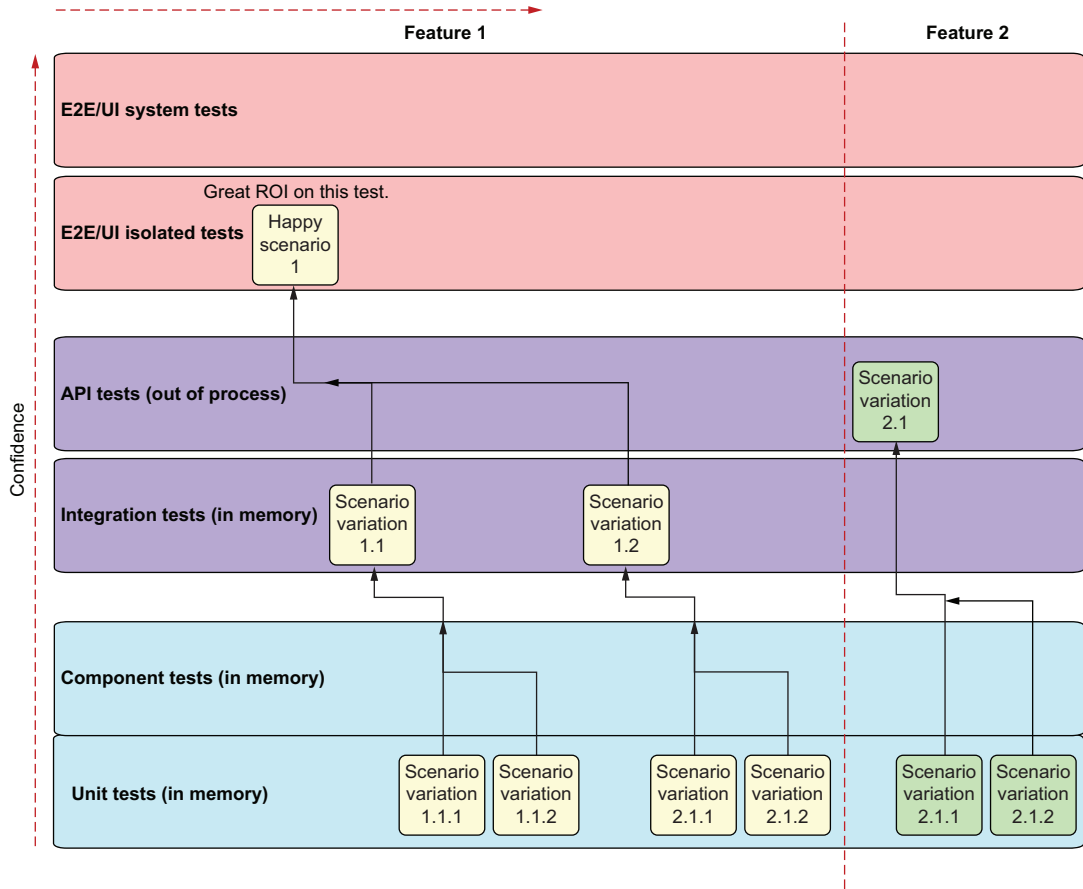 Feature 1
Feature 2
E2E/UI system tests
Great ROI on this test.
E2E/UI isolated tests
Happy
scenario
1
API tests (out of process)
Scenario
variation
2.1
Confidence
Integration tests (in memory)
Scenario
variation
1.1
Scenario
variation
1.2
Component tests (in memory)
Unit tests (in memory)
Scenario
variation
1.1.1
Scenario
variation
1.1.2
Scenario
variation
2.1.1
Scenario
variation
2.1.2
Scenario
variation
2.1.1
Scenario
variation
2.1.2